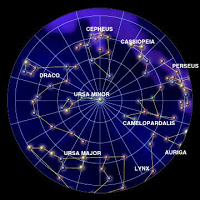 CEPHEUS
CASSIOPEIA
PERSEUS
DRACO
URSA MINOR
CAMELOPARDALIS
URSA MAJOR
AURIGA
LYNX